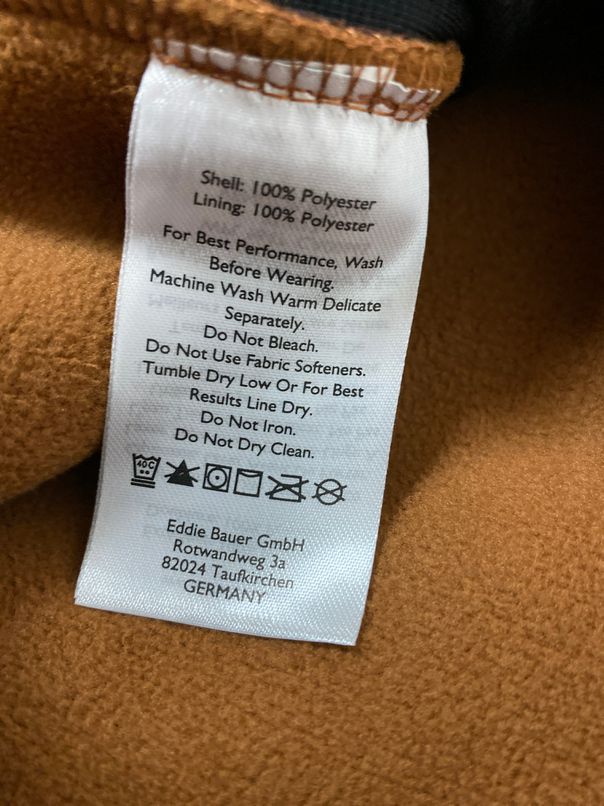 Shell: 100% Polyester
Lining: 100% Polyester
For Best Performance, Wash
Before Wearing.
Machine Wash Warm Delicate
Separately.
Do Not Bleach.
Do Not Use Fabric Softeners.
Tumble Dry Low Or For Best
Results Line Dry.
Do Not Iron.
Do Not Dry Clean.
40C
Eddie Bauer GmbH
Rotwandweg 3a
82024 Taufkirchen
GERMANY